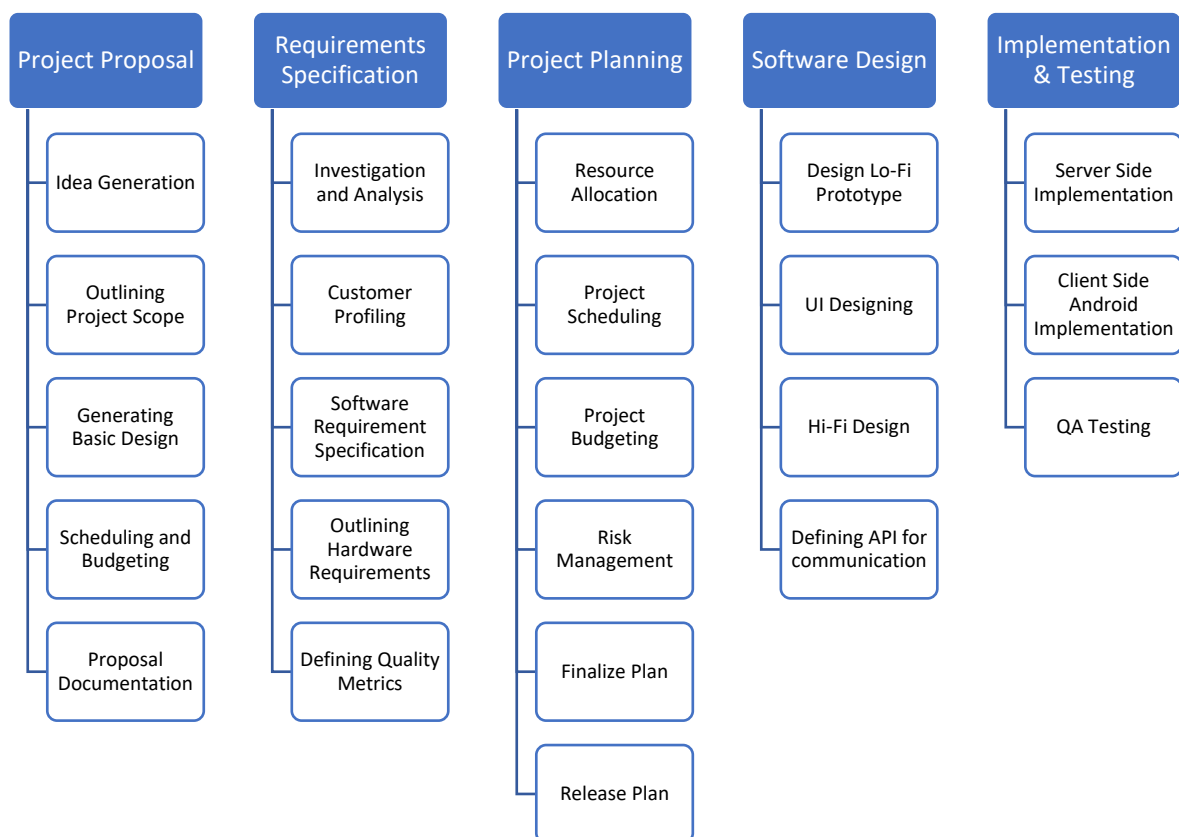 Project Proposal
Idea Generation
Outlining
Project Scope
Generating
Basic Design
Scheduling and
Budgeting
Proposal
Documentation
Requirements
Specification
Investigation
and Analysis
Customer
Profiling
Software
Requirement
Specification
Outlining
Hardware
Requirements
Defining Quality
Metrics
Project Planning
Resource
Allocation
Project
Scheduling
Project
Budgeting
Risk
Management
Finalize Plan
Release Plan
Software Design
Design Lo-Fi
Prototype
UI Designing
Hi-Fi Design
Defining API for
communication
Implementation
& Testing
Server Side
Implementation
Client Side
Android
Implementation
QA Testing